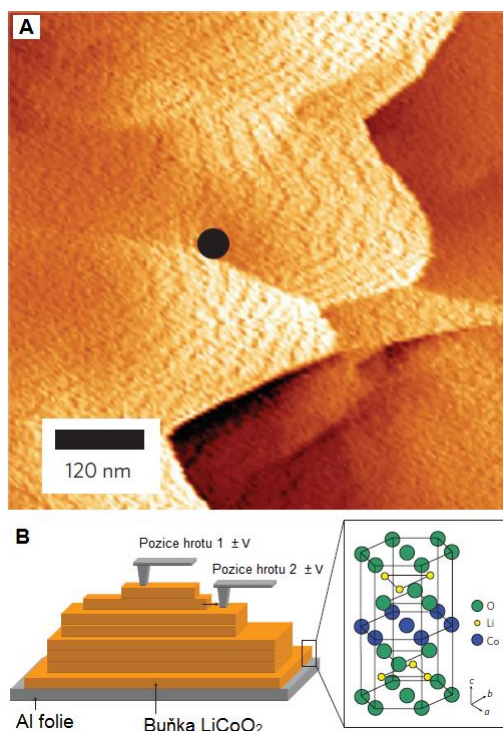 A
120 nm
B
Pozice hrotu 1 ±V
Pozice hrotu 2 ±V
O
Li
Co
c
b
a
Al folie
Buňka LiCoO₂